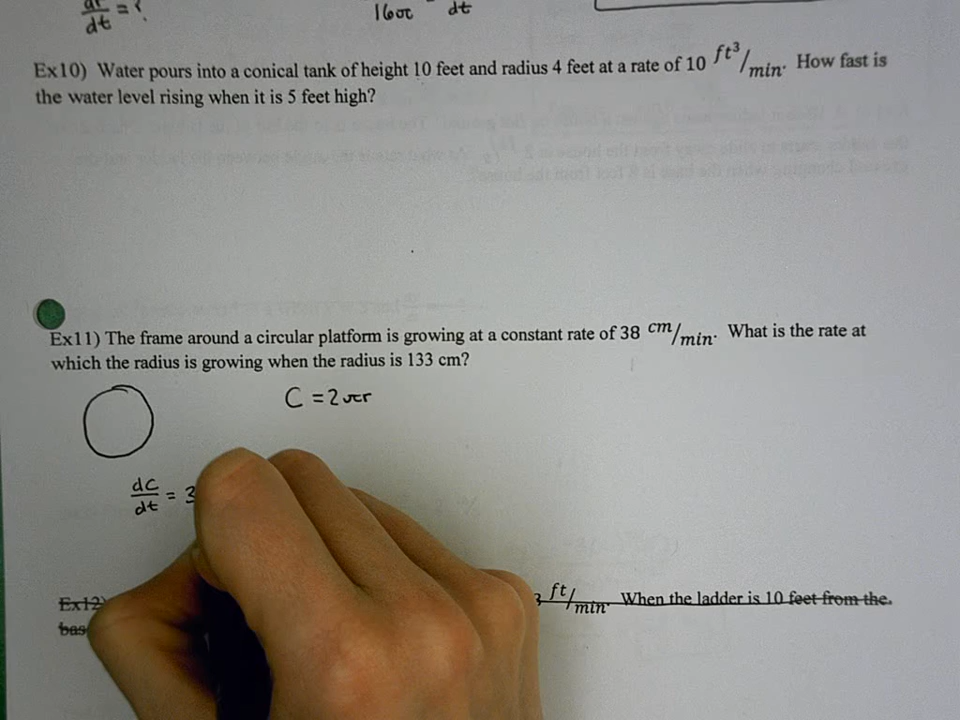 dt = ?
160π dt
Ex10) Water pours into a conical tank of height 10 feet and radius 4 feet at a rate of 10 ft³/min. How fast is
the water level rising when it is 5 feet high?
Ex11) The frame around a circular platform is growing at a constant rate of 38 cm/min. What is the rate at
which the radius is growing when the radius is 133 cm?
C = 2πr
dC/dt = 3
Ex12) ft/min. When the ladder is 10 feet from the
bas